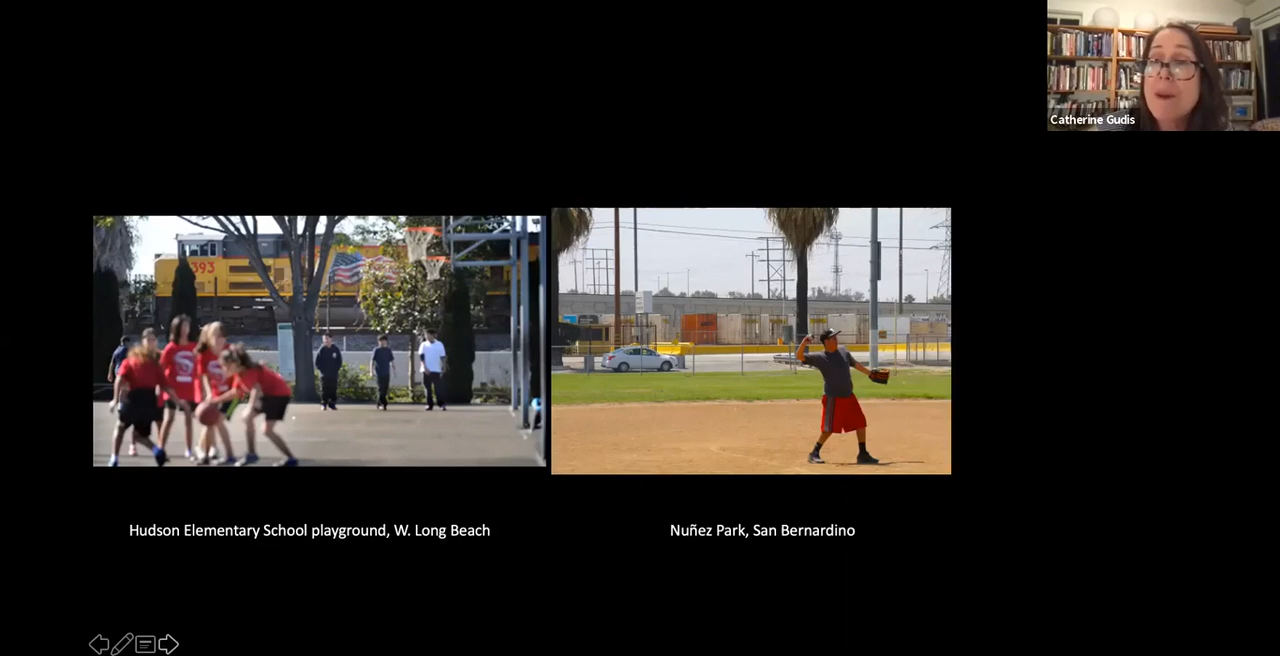 Catherine Gudis
393
Hudson Elementary School playground, W. Long Beach
Nuñez Park, San Bernardino